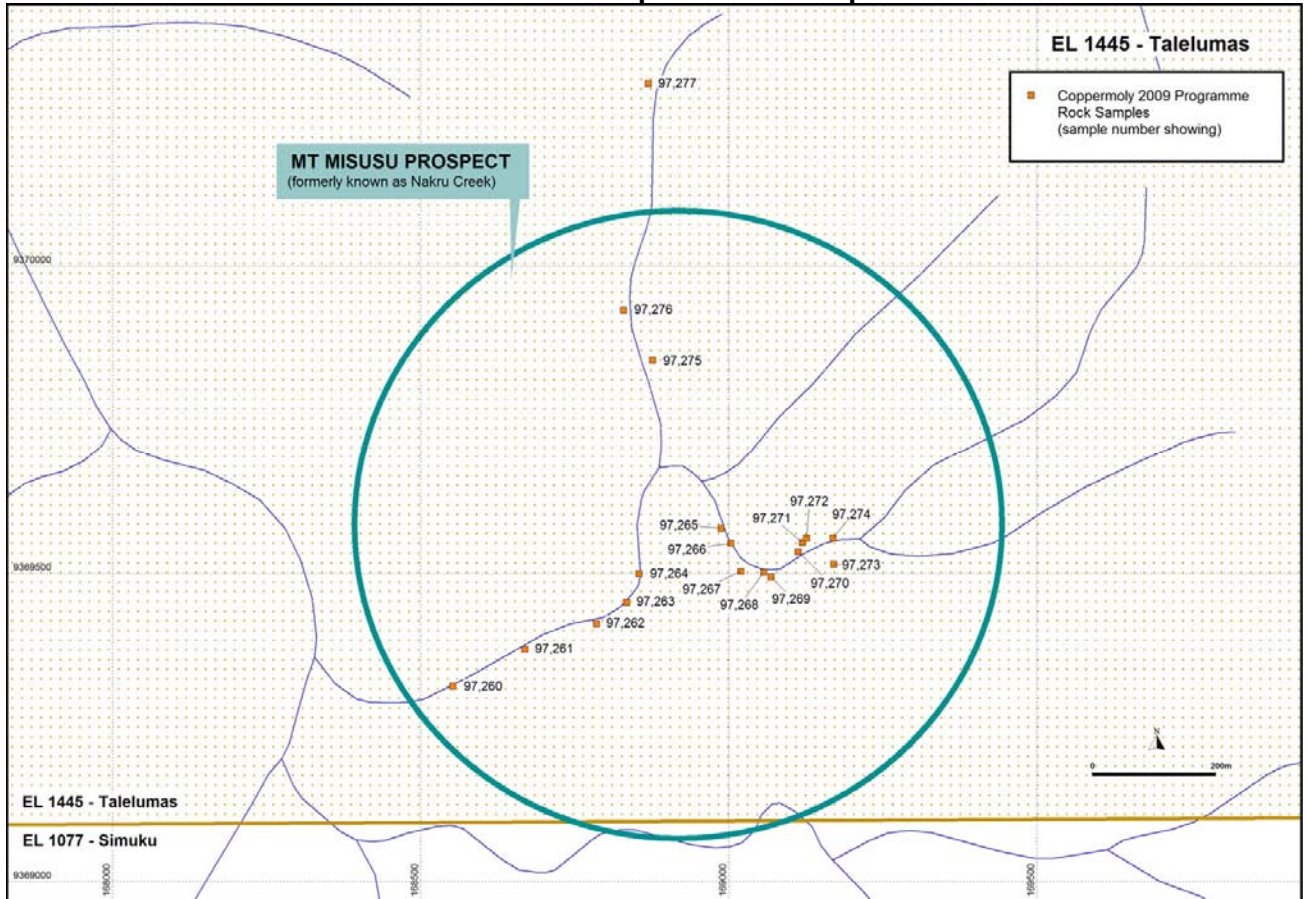 EL 1445 - Talelumas
Coppermoly 2009 Programme
Rock Samples
(sample number showing)
97,277
MT MISUSU PROSPECT
(formerly known as Nakru Creek)
9370000
97,276
97,275
97,272
97,271
97,274
97,265
97,266
97,273
9369500
97,264
97,267
97,270
97,268
97,269
97,263
97,262
97,261
97,260
N
0
200m
EL 1445 - Talelumas
EL 1077 - Simuku
9369000
168000
168500
169000
169500